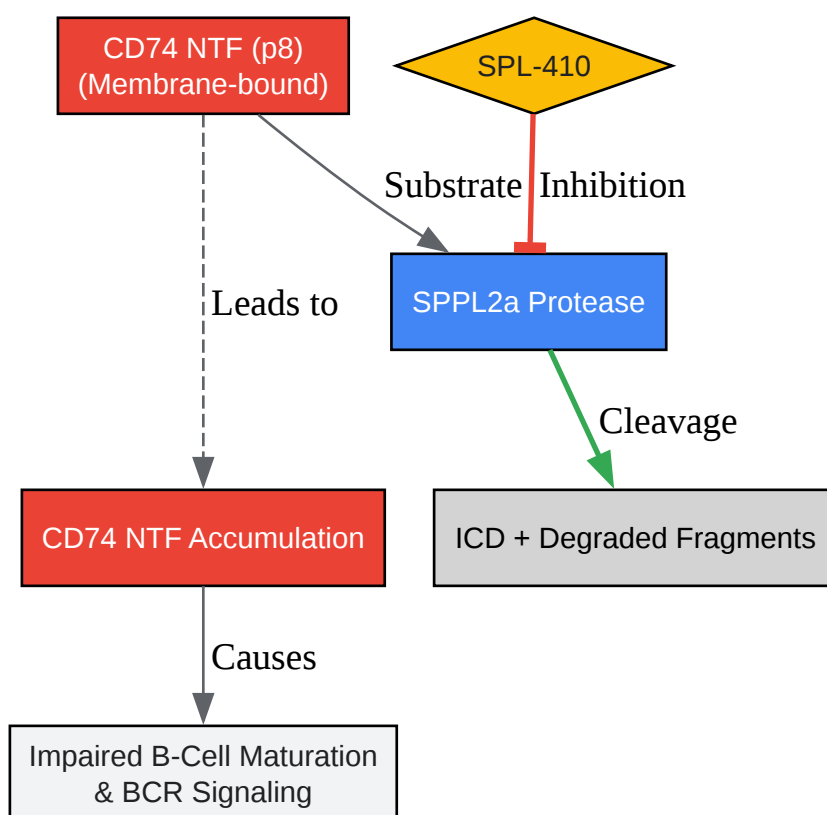 CD74 NTF (p8)
(Membrane-bound)
SPL-410
Substrate
Inhibition
Leads to
SPPL2a Protease
Cleavage
CD74 NTF Accumulation
ICD + Degraded Fragments
Causes
Impaired B-Cell Maturation
& BCR Signaling